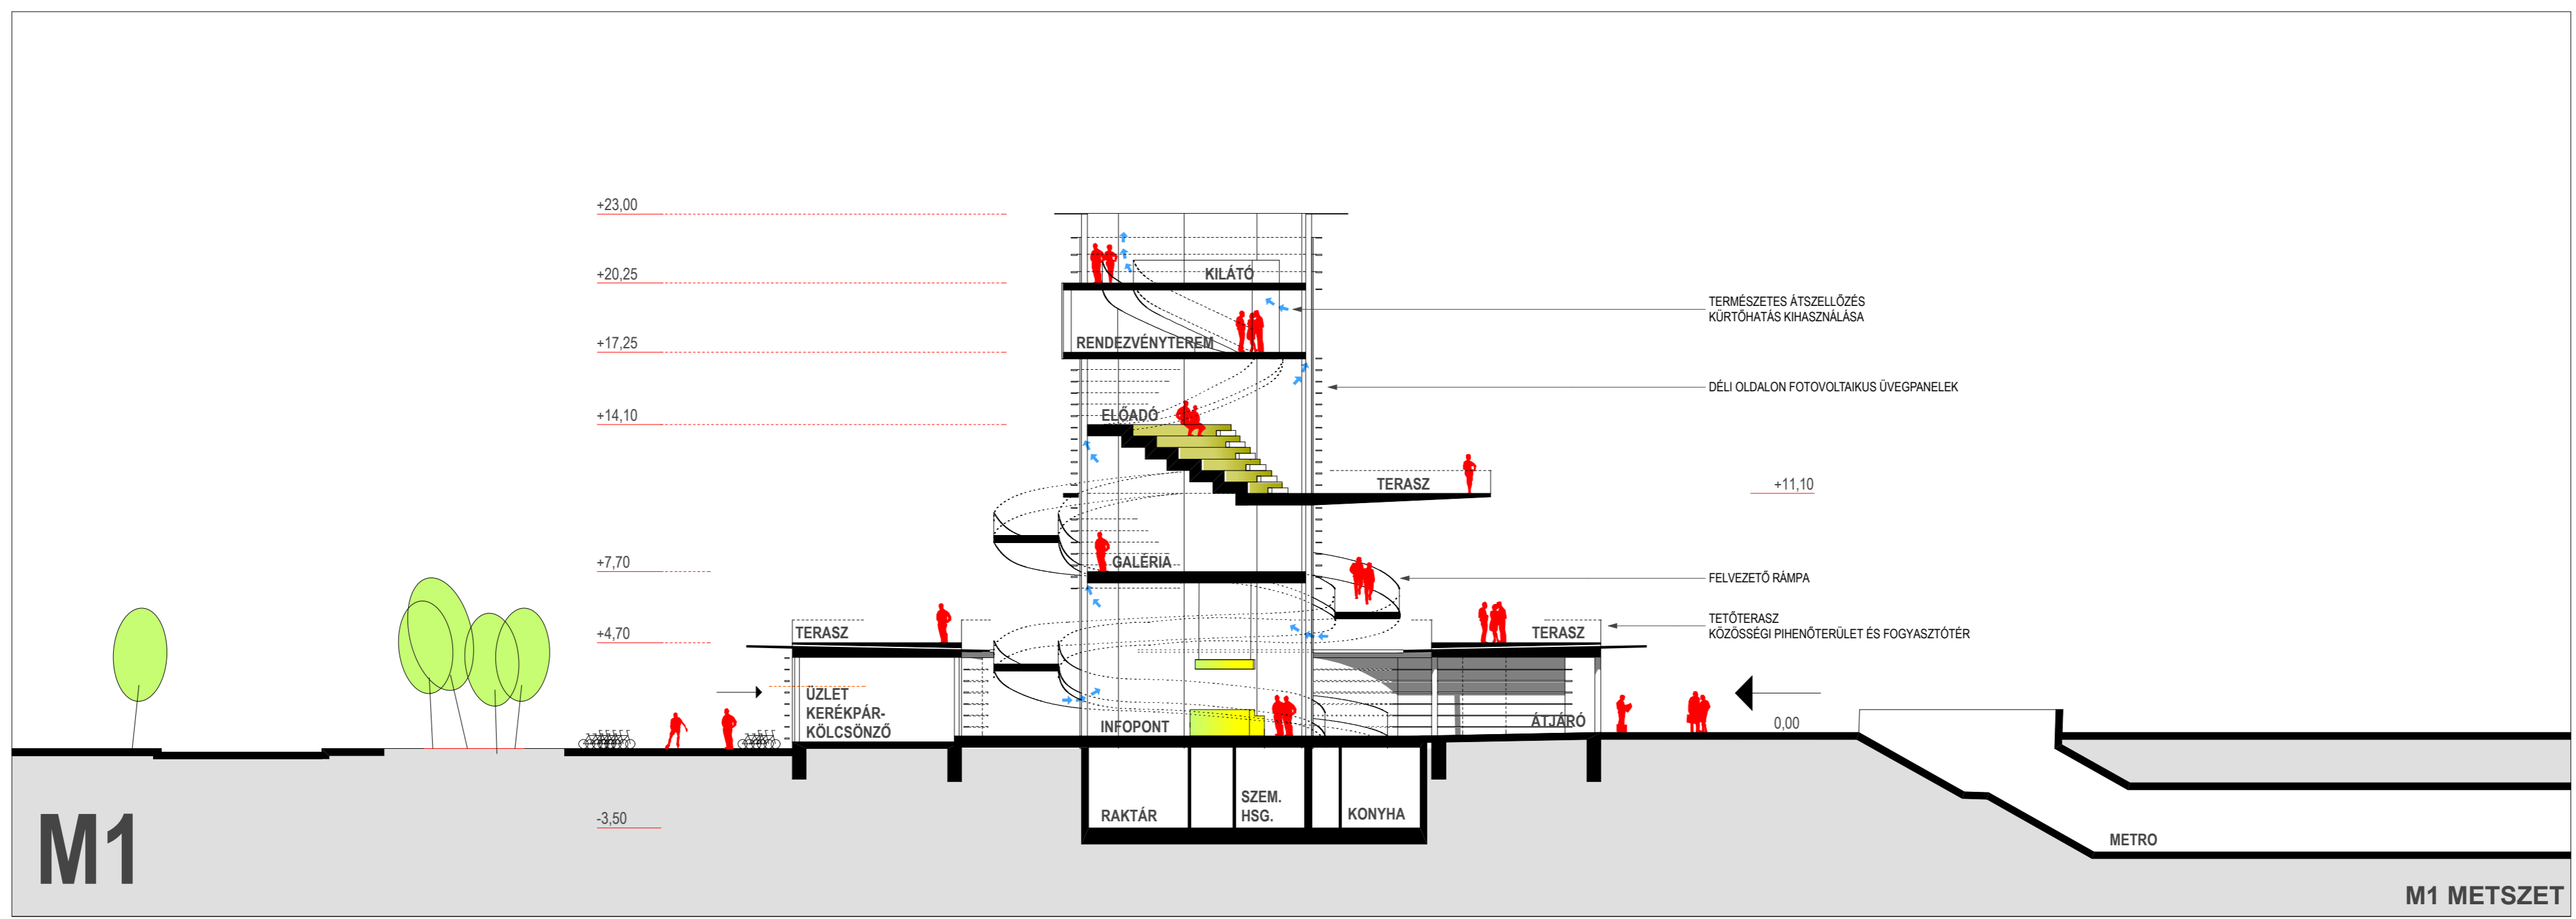 +23,00
+20,25
KILÁTÓ
TERMÉSZETES ÁTSZELLŐZÉS
KÜRTŐHATÁS KIHASZNÁLÁSA
+17,25
RENDEZVÉNYTEREM
DÉLI OLDALON FOTOVOLTAIKUS ÜVEGPANELEK
+14,10
ELŐADÓ
TERASZ
+11,10
+7,70
GALÉRIA
FELVEZETŐ RÁMPA
TETŐTERASZ
KÖZÖSSÉGI PIHENŐTERÜLET ÉS FOGYASZTÓTÉR
+4,70
TERASZ
TERASZ
ÜZLET
KERÉKPÁR-
KÖLCSÖNZŐ
INFOPONT
ÁTJÁRÓ
0,00
-3,50
RAKTÁR
SZEM.
HSG.
KONYHA
METRO
M1
M1 METSZET